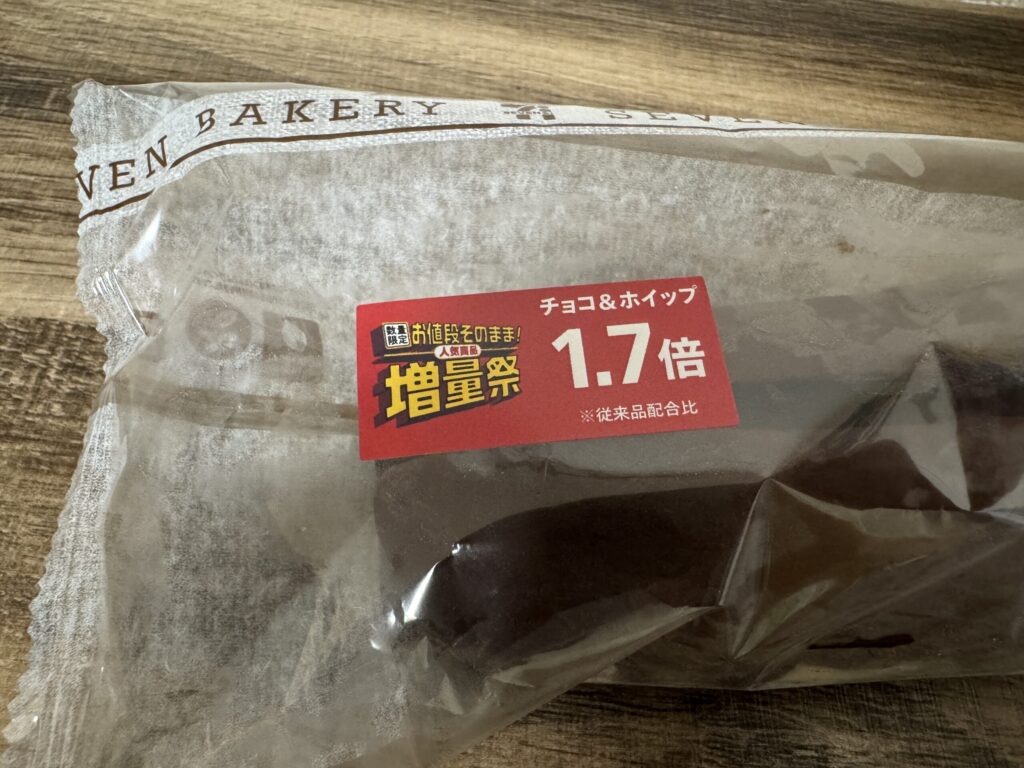 VEN BAKERY SEVEN
数量限定
お値段そのまま!
人気商品
増量祭
チョコ&ホイップ
1.7倍
※従来品配合比